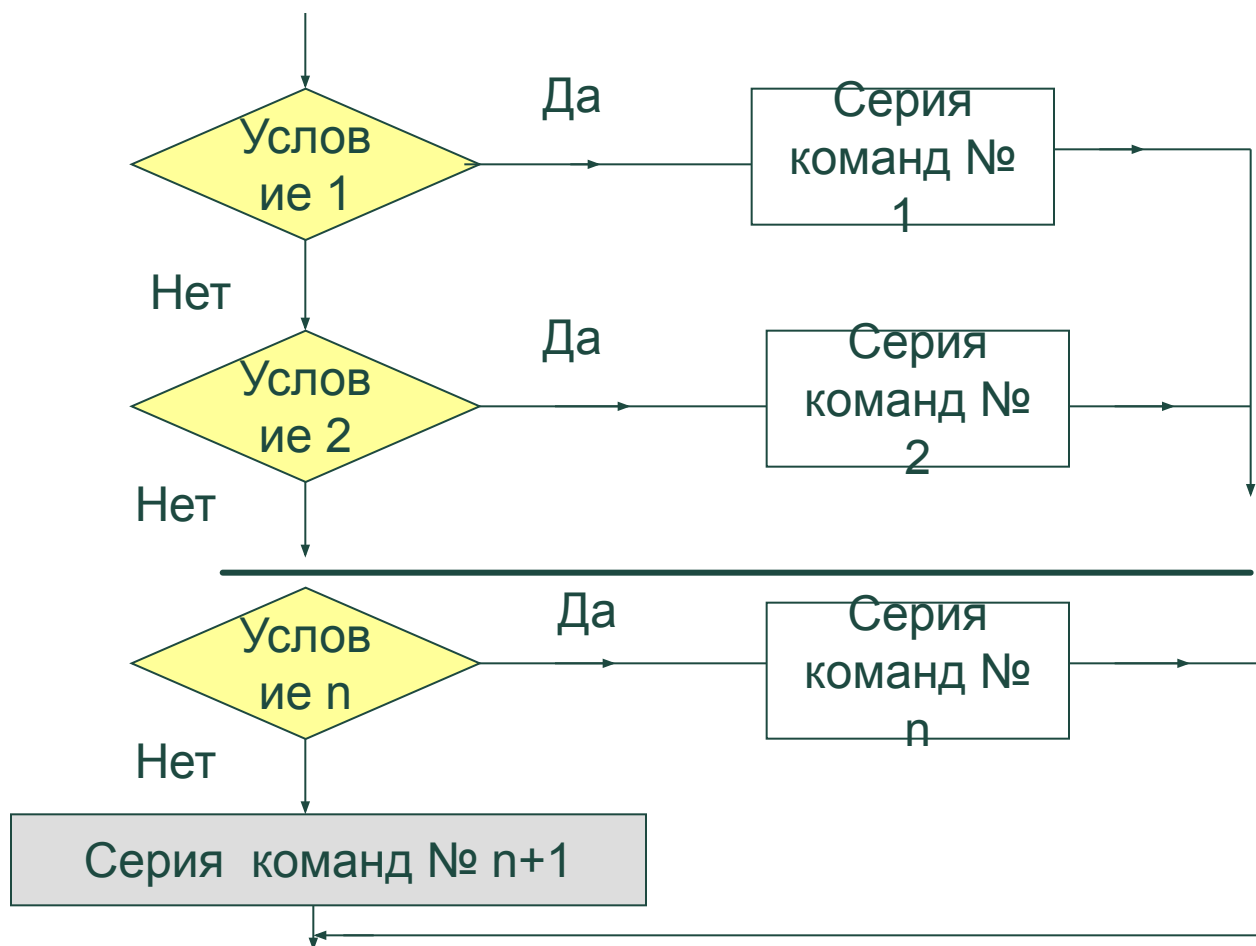 Да
Услов
ие 1
Серия
команд №
1
Нет
Да
Услов
ие 2
Серия
команд №
2
Нет
Да
Услов
ие n
Серия
команд №
n
Нет
Серия команд № n+1